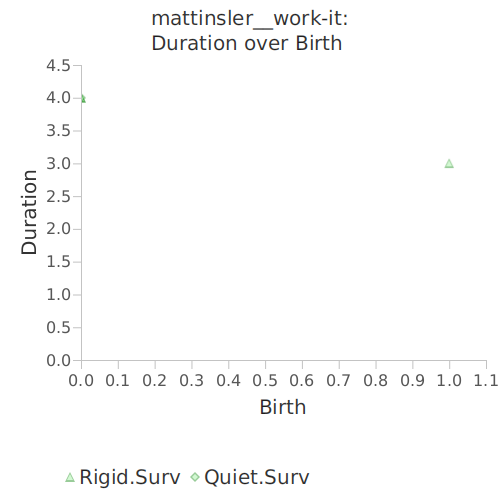 mattinsler__work-it:
Duration over Birth
4.5
4.0
3.5
3.0
2.5
2.0
1.5
1.0
0.5
0.0
Duration
0.0 0.1 0.2 0.3 0.4 0.5 0.6 0.7 0.8 0.9 1.0 1.1
Birth
Rigid.Surv Quiet.Surv